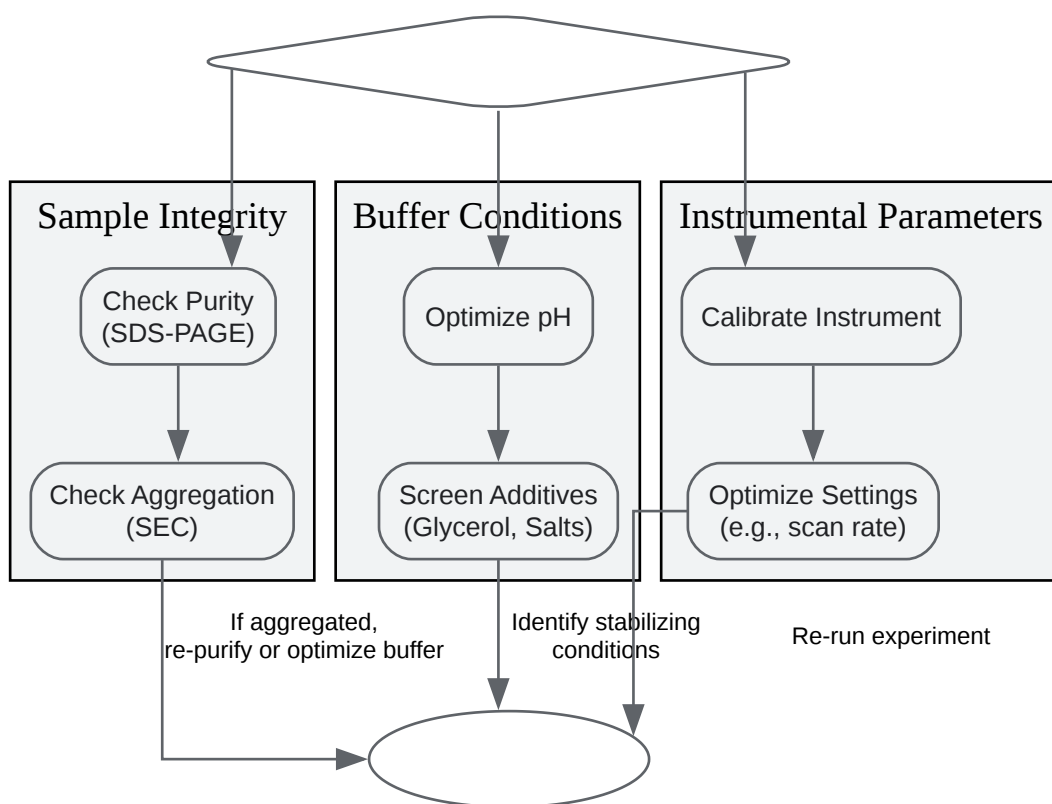 Sample Integrity
Buffer Conditions
Instrumental Parameters
Check Purity
(SDS-PAGE)
Optimize pH
Calibrate Instrument
Check Aggregation
(SEC)
Screen Additives
(Glycerol, Salts)
Optimize Settings
(e.g., scan rate)
If aggregated,
re-purify or optimize buffer
Identify stabilizing
conditions
Re-run experiment